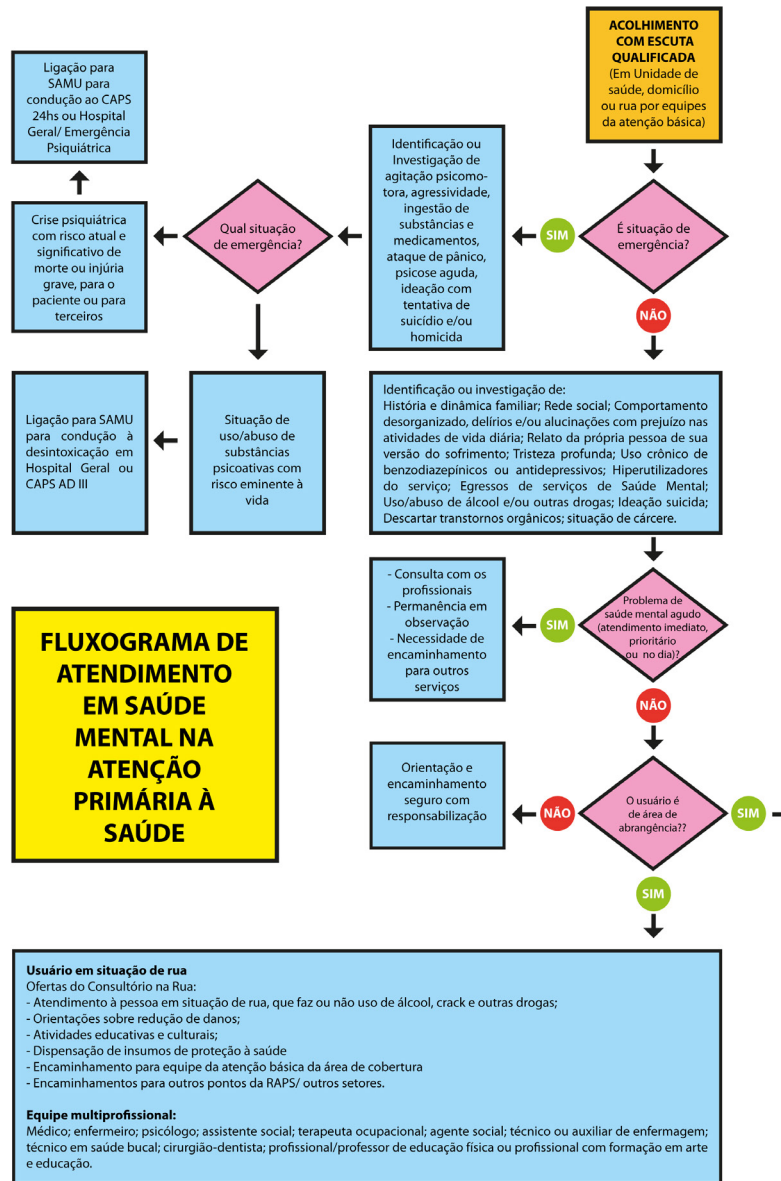 ACOLHIMENTO
COM ESCUTA
QUALIFICADA
(Em Unidade de
saúde, domicílio
ou rua por equipes
da atenção básica)
É situação de
emergência?
SIM
Identificação ou
Investigação de
agitação psicomo-
tora, agressividade,
ingestão de
substâncias e
medicamentos,
ataque de pânico,
psicose aguda,
ideação com
tentativa de
suicídio e/ou
homicida
Qual situação
de emergência?
Crise psiquiátrica
com risco atual e
significativo de
morte ou injúria
grave, para o
paciente ou para
terceiros
Ligação para
SAMU para
condução ao CAPS
24hs ou Hospital
Geral/ Emergência
Psiquiátrica
Situação de
uso/abuso de
substâncias
psicoativas com
risco eminente à
vida
Ligação para SAMU
para condução à
desintoxicação em
Hospital Geral ou
CAPS AD III
NÃO
Identificação ou investigação de:
História e dinâmica familiar; Rede social; Comportamento
desorganizado, delírios e/ou alucinações com prejuízo nas
atividades de vida diária; Relato da própria pessoa de sua
versão do sofrimento; Tristeza profunda; Uso crônico de
benzodiazepínicos ou antidepressivos; Hiperutilizadores
do serviço; Egressos de serviços de Saúde Mental;
Uso/abuso de álcool e/ou outras drogas; Ideação suicida;
Descartar transtornos orgânicos; situação de cárcere.
Problema de
saúde mental agudo
(atendimento imediato,
prioritário
ou no dia)?
SIM
- Consulta com os
profissionais
- Permanência em
observação
- Necessidade de
encaminhamento
para outros
serviços
NÃO
O usuário é
de área de
abrangência??
NÃO
Orientação e
encaminhamento
seguro com
responsabilização
SIM
SIM
FLUXOGRAMA DE
ATENDIMENTO
EM SAÚDE
MENTAL NA
ATENÇÃO
PRIMÁRIA À
SAÚDE
Usuário em situação de rua
Ofertas do Consultório na Rua:
- Atendimento à pessoa em situação de rua, que faz ou não uso de álcool, crack e outras drogas;
- Orientações sobre redução de danos;
- Atividades educativas e culturais;
- Dispensação de insumos de proteção à saúde
- Encaminhamento para equipe da atenção básica da área de cobertura
- Encaminhamentos para outros pontos da RAPS/ outros setores.
Equipe multiprofissional:
Médico; enfermeiro; psicólogo; assistente social; terapeuta ocupacional; agente social; técnico ou auxiliar de enfermagem;
técnico em saúde bucal; cirurgião-dentista; profissional/professor de educação física ou profissional com formação em arte
e educação.